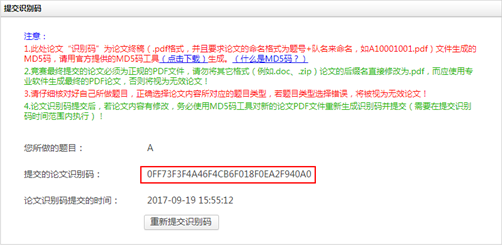 提交识别码
注意：
1.此处论文“识别码”为论文终稿（.pdf格式，并且要求论文的命名格式为题号+队名来命名，如A10001001.pdf）文件生成的
MD5码，请用官方提供的MD5码工具（点击下载）生成。（什么是MD5码？）
2.竞赛最终提交的论文必须为正规的PDF文件，请勿将其它格式（例如.doc、.zip）论文的后缀名直接修改为.pdf，而应使用专
业软件生成最终的PDF论文，否则将视为无效论文！
3.请仔细核对好自己所做题目，正确选择论文内容所对应的题目类型，若题目类型选择错误，将被视为无效论文！
4.论文识别码提交后，若论文内容有修改，务必使用MD5码工具对新的论文PDF文件重新生成识别码并提交（需要在提交识别
码时间范围内执行）！
您所做的题目： A
提交的论文识别码： 0FF73F3F4A46F4CB6F018F0EA2F940A0
论文识别码提交的时间： 2017-09-19 15:55:12
重新提交识别码